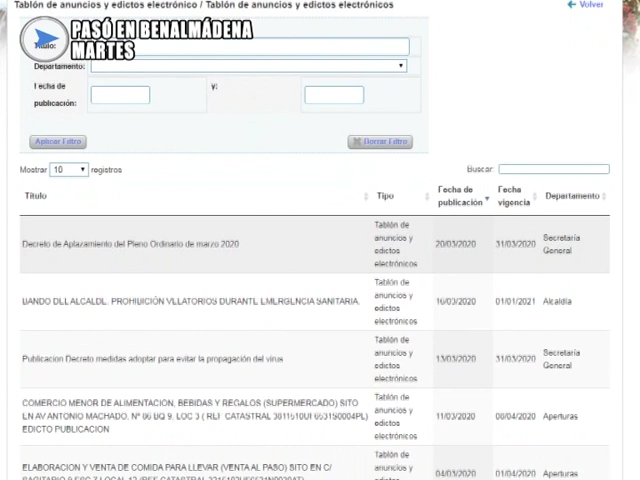 Tablón de anuncios y edictos electrónico / Tablón de anuncios y edictos electrónicos
Volver
PASÓ EN BENALMÁDENA
MARTES
Título:
Departamento:
Fecha de publicación:
y:
Aplicar Filtro
Borrar Filtro
Mostrar 10 registros
Buscar:
Título
Tipo
Fecha de publicación
Fecha vigencia
Departamento
Decreto de Aplazamiento del Pleno Ordinario de marzo 2020
Tablón de anuncios y edictos electrónicos
20/03/2020
31/03/2020
Secretaría General
BANDO DEL ALCALDE. PROHIBICIÓN VELATORIOS DURANTE EMERGENCIA SANITARIA.
Tablón de anuncios y edictos electrónicos
16/03/2020
01/01/2021
Alcaldía
Publicacion Decreto medidas adoptar para evitar la propagación del virus
Tablón de anuncios y edictos electrónicos
13/03/2020
31/03/2020
Secretaría General
COMERCIO MENOR DE ALIMENTACION, BEBIDAS Y REGALOS (SUPERMERCADO) SITO
EN AV ANTONIO MACHADO, Nº 86 BQ 9, LOC 3 ( REF CATASTRAL
EDICTO PUBLICACION
Tablón de anuncios y edictos electrónicos
11/03/2020
08/04/2020
Aperturas
ELABORACION Y VENTA DE COMIDA PARA LLEVAR (VENTA AL PASO) SITO EN C/
Tablón de anuncios y
04/03/2020
01/04/2020
Aperturas